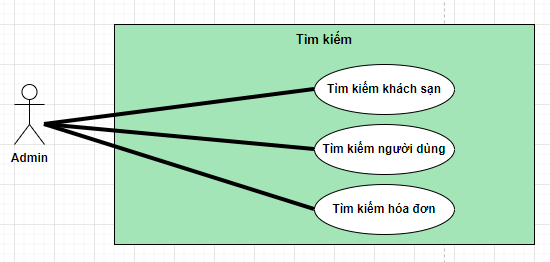 Tìm kiếm
Tìm kiếm khách sạn
Admin
Tìm kiếm người dùng
Tìm kiếm hóa đơn